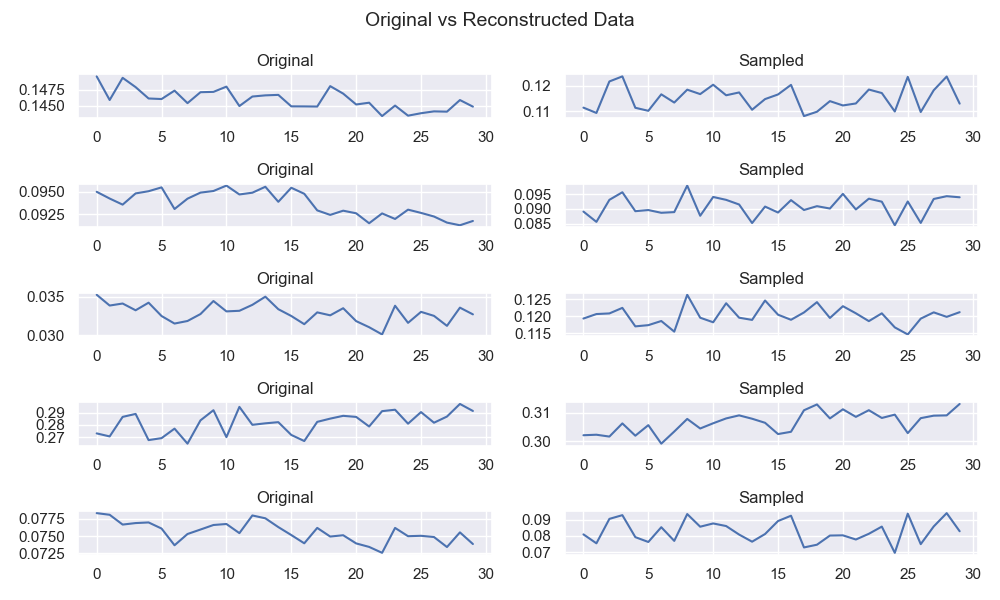 Original vs Reconstructed Data
Original
0.1475
0.1450
0 5 10 15 20 25 30
Sampled
0.12
0.11
0 5 10 15 20 25 30
Original
0.0950
0.0925
0 5 10 15 20 25 30
Sampled
0.095
0.090
0.085
0 5 10 15 20 25 30
Original
0.035
0.030
0 5 10 15 20 25 30
Sampled
0.125
0.120
0.115
0 5 10 15 20 25 30
Original
0.29
0.28
0.27
0 5 10 15 20 25 30
Sampled
0.31
0.30
0 5 10 15 20 25 30
Original
0.0775
0.0750
0.0725
0 5 10 15 20 25 30
Sampled
0.09
0.08
0.07
0 5 10 15 20 25 30